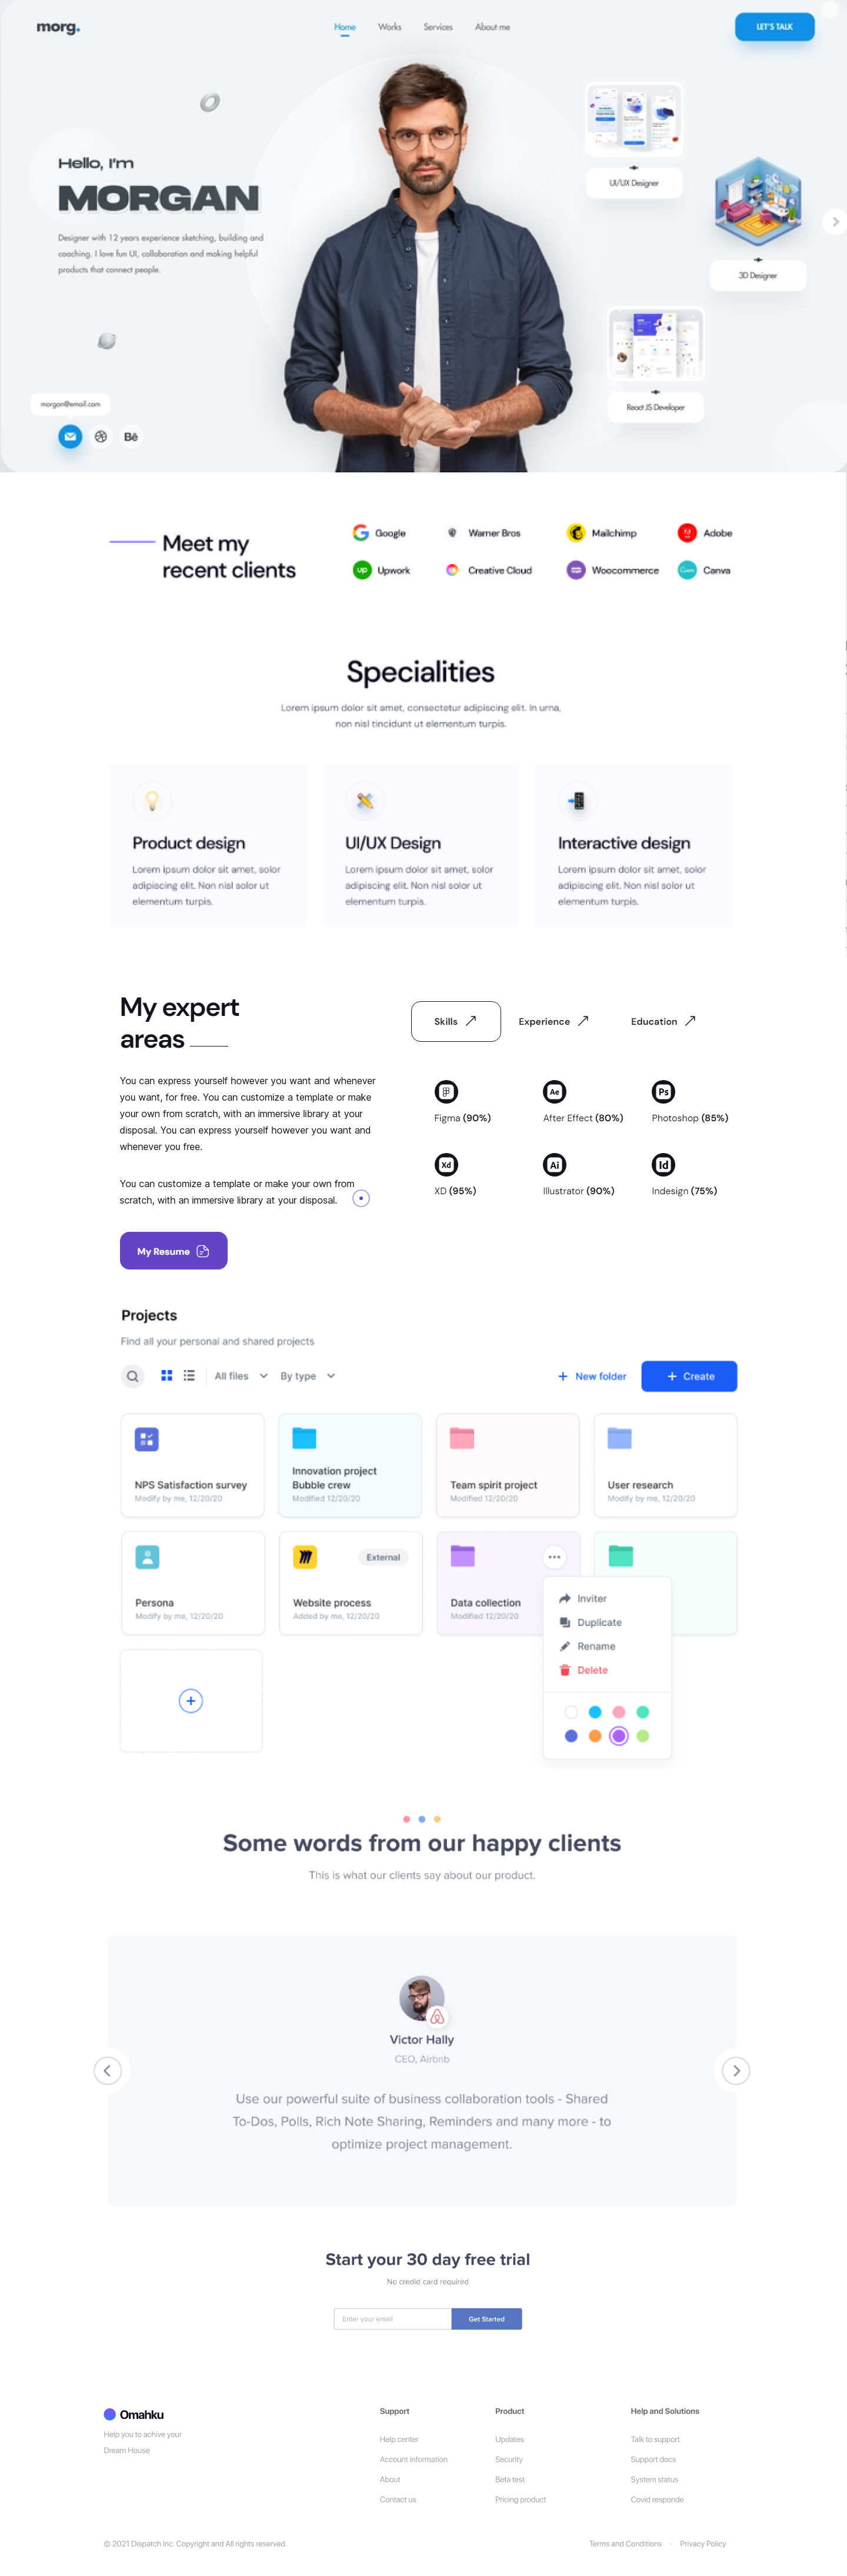 morg.
Home Works Services About me
LET'S TALK
Hello, I'm
MORGAN
Designer with 12 years experience sketching, building and
coaching. I love fun UI, collaboration and making helpful
products that connect people.
UI/UX Designer
3D Designer
React JS Developer
morgan@email.com
Bē
Meet my
recent clients
Google Warner Bros Mailchimp Adobe
up Upwork Creative Cloud Woocommerce Canva
Specialities
Lorem ipsum dolor sit amet, consectetur adipiscing elit. In urna,
non nisl tincidunt ut elementum turpis.
Product design
Lorem ipsum dolor sit amet, solor
adipiscing elit. Non nisl solor ut
elementum turpis.
UI/UX Design
Lorem ipsum dolor sit amet, solor
adipiscing elit. Non nisl solor ut
elementum turpis.
Interactive design
Lorem ipsum dolor sit amet, solor
adipiscing elit. Non nisl solor ut
elementum turpis.
My expert
areas
You can express yourself however you want and whenever
you want, for free. You can customize a template or make
your own from scratch, with an immersive library at your
disposal. You can express yourself however you want and
whenever you free.
You can customize a template or make your own from
scratch, with an immersive library at your disposal.
My Resume
Skills Experience Education
Ae Ps
Figma (90%) After Effect (80%) Photoshop (85%)
Xd Ai Id
XD (95%) Illustrator (90%) Indesign (75%)
Projects
Find all your personal and shared projects
All files By type
+ New folder + Create
NPS Satisfaction survey
Modify by me, 12/20/20
Innovation project
Bubble crew
Modified 12/20/20
Team spirit project
Modified 12/20/20
User research
Modify by me, 12/20/20
Persona
Modify by me, 12/20/20
External
Website process
Added by me, 12/20/20
Data collection
Modified 12/20/20
Inviter
Duplicate
Rename
Delete
Some words from our happy clients
This is what our clients say about our product.
Victor Hally
CEO, Airbnb
Use our powerful suite of business collaboration tools - Shared
To-Dos, Polls, Rich Note Sharing, Reminders and many more - to
optimize project management.
Start your 30 day free trial
No credid card required
Enter your email Get Started
Omahku
Help you to achive your
Dream House
Support
Help center
Account information
About
Contact us
Product
Updates
Security
Beta test
Pricing product
Help and Solutions
Talk to support
Support docs
System status
Covid responde
© 2021 Dispatch Inc. Copyright and All rights reserved.
Terms and Conditions · Privacy Policy